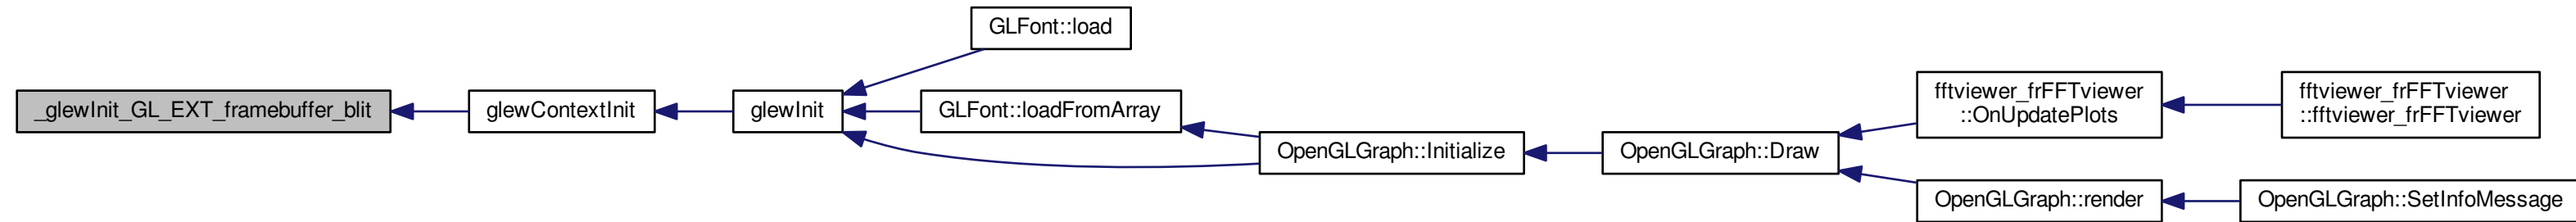 GLFont::load
_glewInit_GL_EXT_framebuffer_blit
glewContextInit
glewInit
GLFont::loadFromArray
OpenGLGraph::Initialize
OpenGLGraph::Draw
fftviewer_frFFTviewer
::OnUpdatePlots
fftviewer_frFFTviewer
::fftviewer_frFFTviewer
OpenGLGraph::render
OpenGLGraph::SetInfoMessage